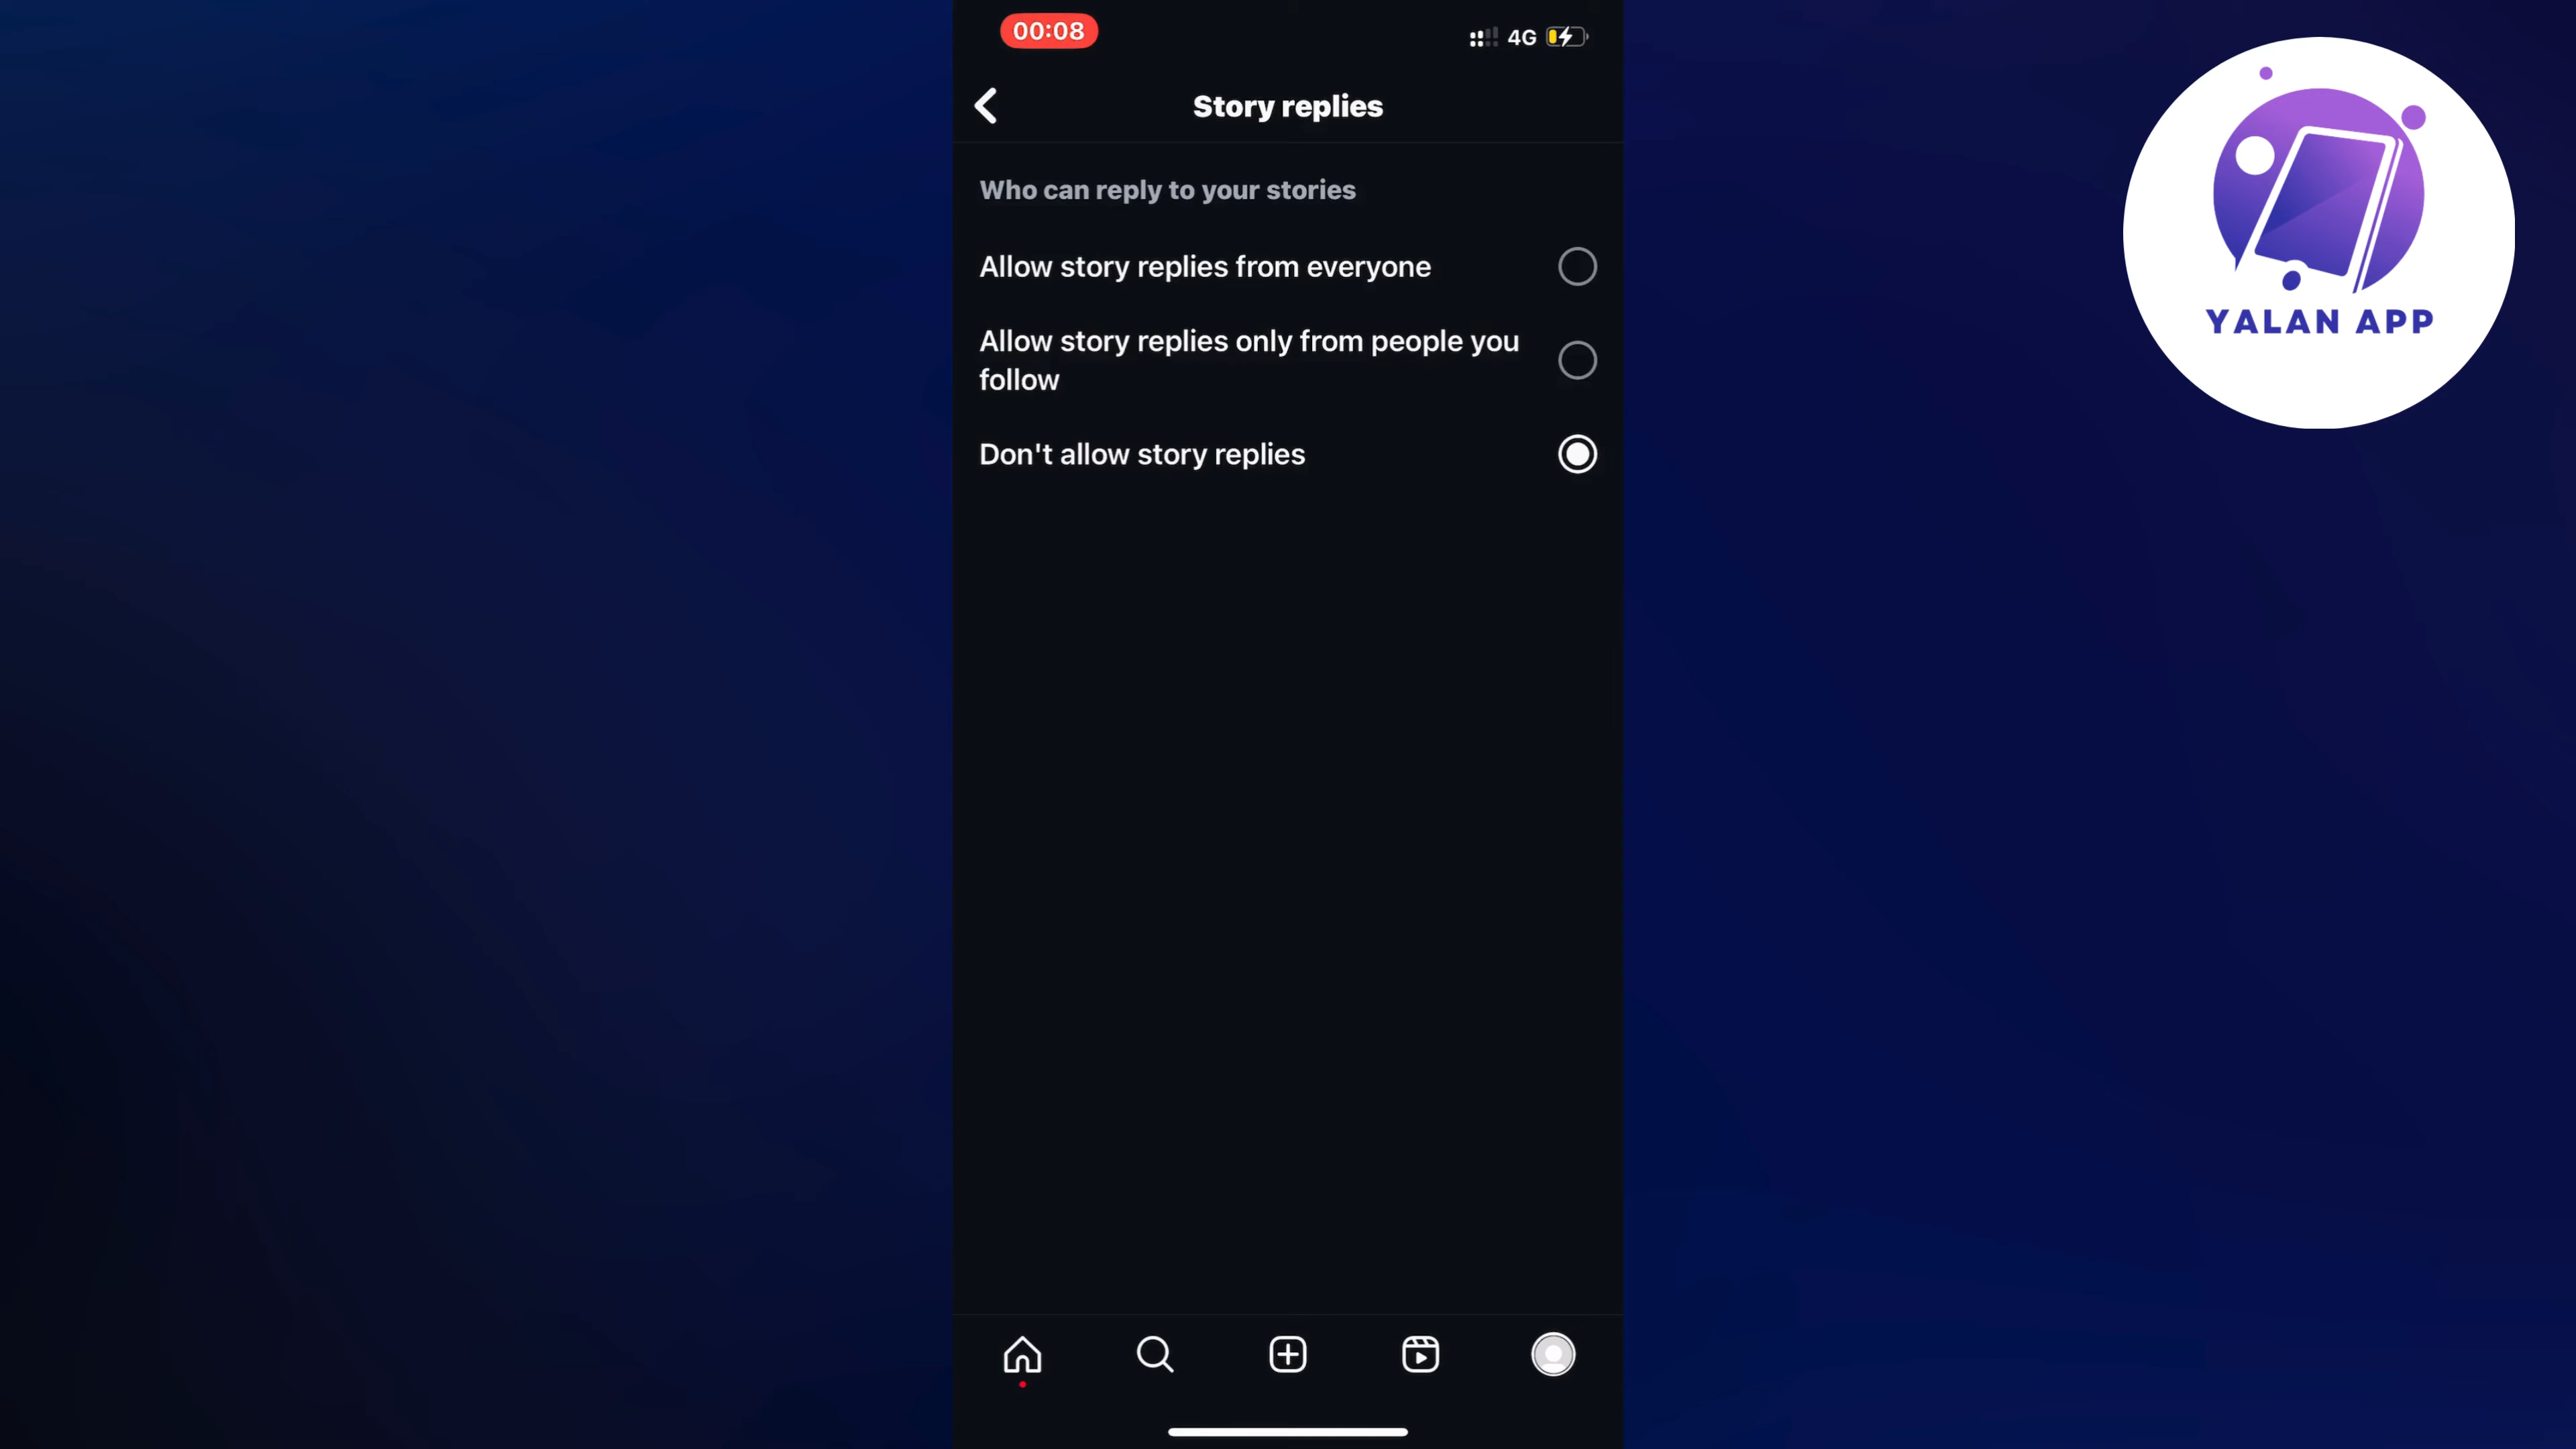 00:08
4G
Story replies
YALAN APP
Who can reply to your stories
Allow story replies from everyone
Allow story replies only from people you
follow
Don't allow story replies